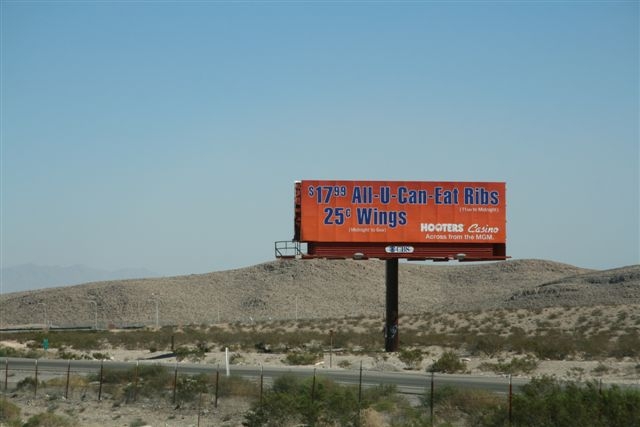 $17.99 All-U-Can-Eat Ribs
(11am to Midnight)
25¢ Wings
(Midnight to 6am)
HOOTERS Casino
Across from the MGM.
CBS